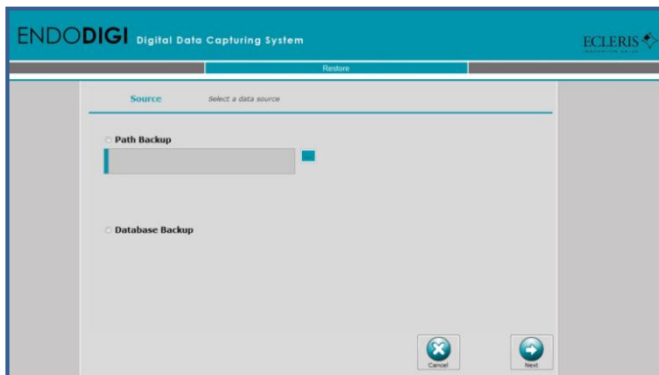 ENDODIGI Digital Data Capturing System
ECLERIS
Restore
Source Select a data source
Path Backup
Database Backup
Cancel Next